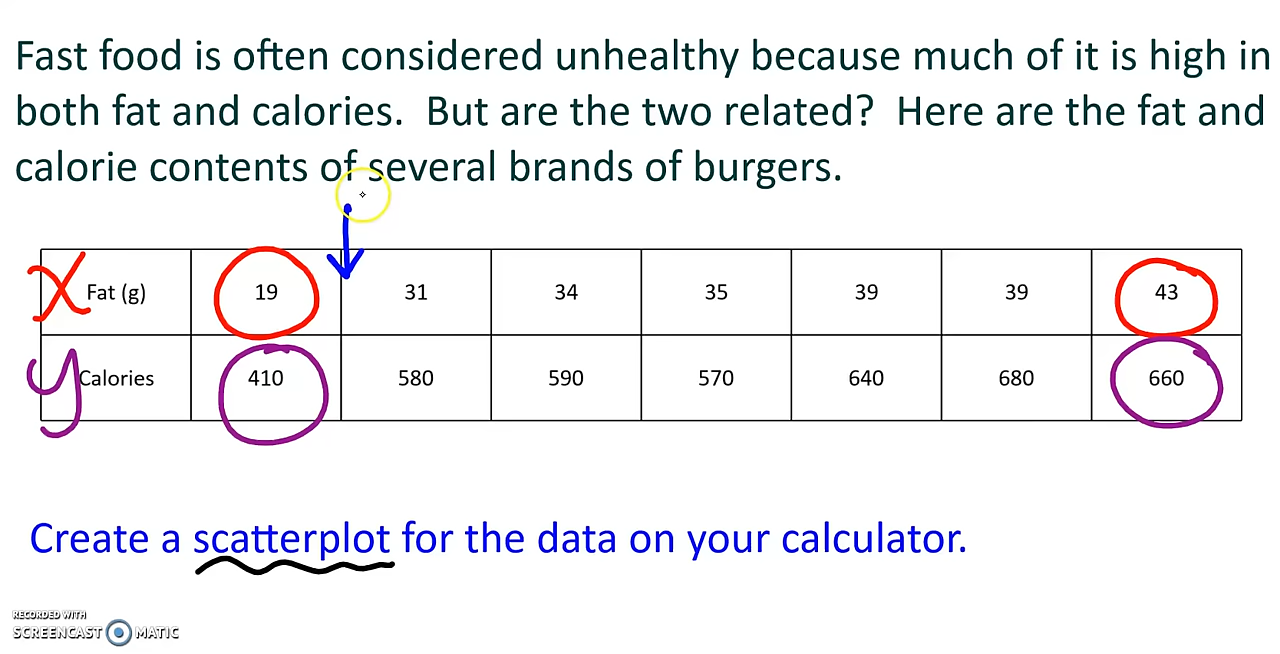 Fast food is often considered unhealthy because much of it is high in
both fat and calories.  But are the two related?  Here are the fat and
calorie contents of several brands of burgers.
x Fat (g) 19 31 34 35 39 39 43
y Calories 410 580 590 570 640 680 660
Create a scatterplot for the data on your calculator.
RECORDED WITH
SCREENCAST MATIC